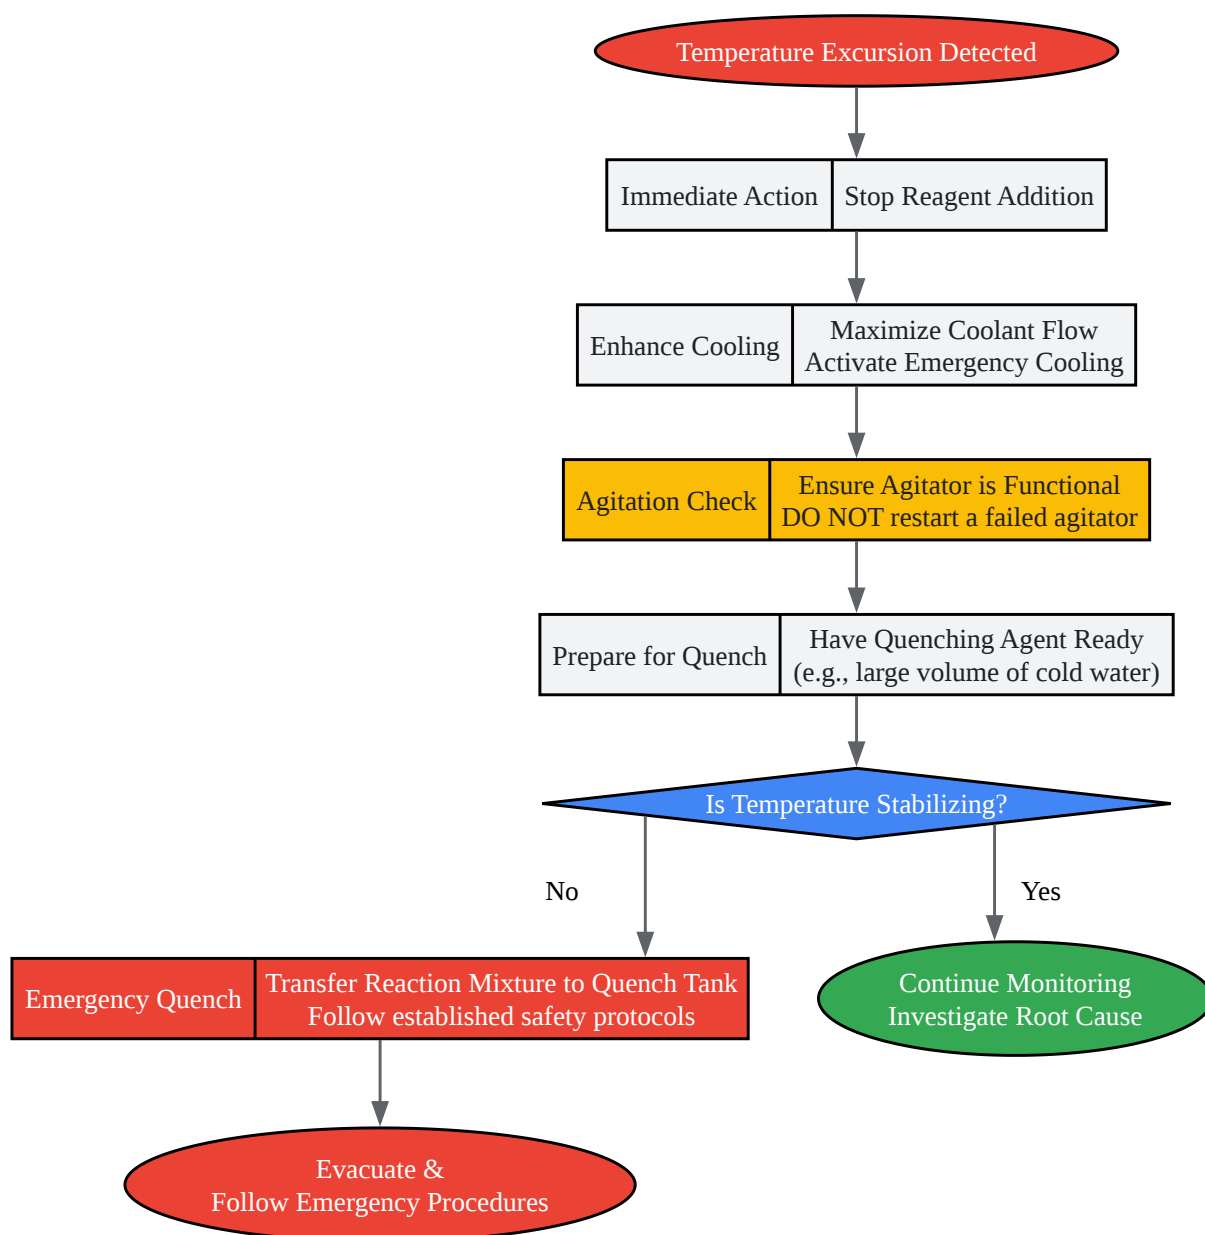 Temperature Excursion Detected
Immediate Action
Stop Reagent Addition
Enhance Cooling
Maximize Coolant Flow
Activate Emergency Cooling
Agitation Check
Ensure Agitator is Functional
DO NOT restart a failed agitator
Prepare for Quench
Have Quenching Agent Ready
(e.g., large volume of cold water)
Is Temperature Stabilizing?
No
Yes
Emergency Quench
Transfer Reaction Mixture to Quench Tank
Follow established safety protocols
Continue Monitoring
Investigate Root Cause
Evacuate &
Follow Emergency Procedures